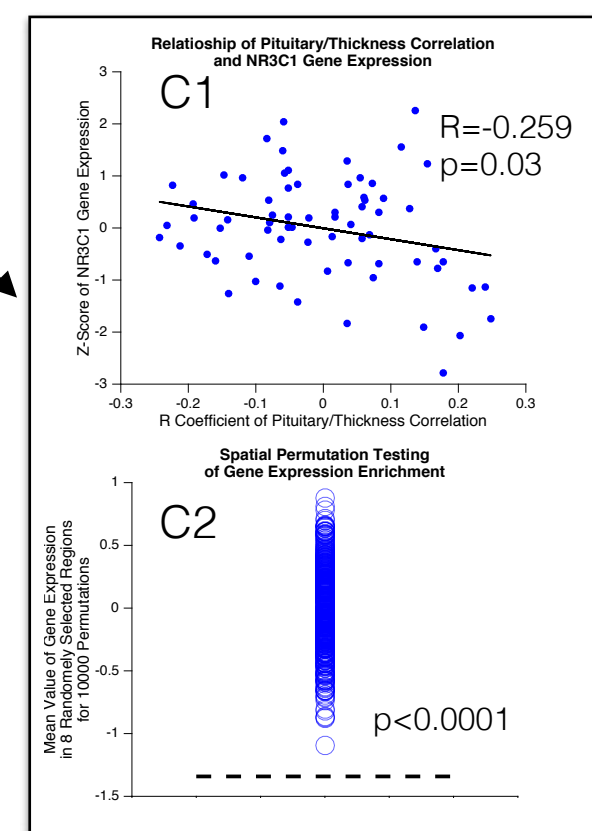 Relatioship of Pituitary/Thickness Correlation
and NR3C1 Gene Expression
C1
R=-0.259
p=0.03
Z-Score of NR3C1 Gene Expression
3
2
1
0
-1
-2
-3
-0.3 -0.2 -0.1 0 0.1 0.2 0.3
R Coefficient of Pituitary/Thickness Correlation
Spatial Permutation Testing
of Gene Expression Enrichment
C2
Mean Value of Gene Expression
in 8 Randomely Selected Regions
for 10000 Permutations
1
0.5
0
-0.5
-1
-1.5
p<0.0001